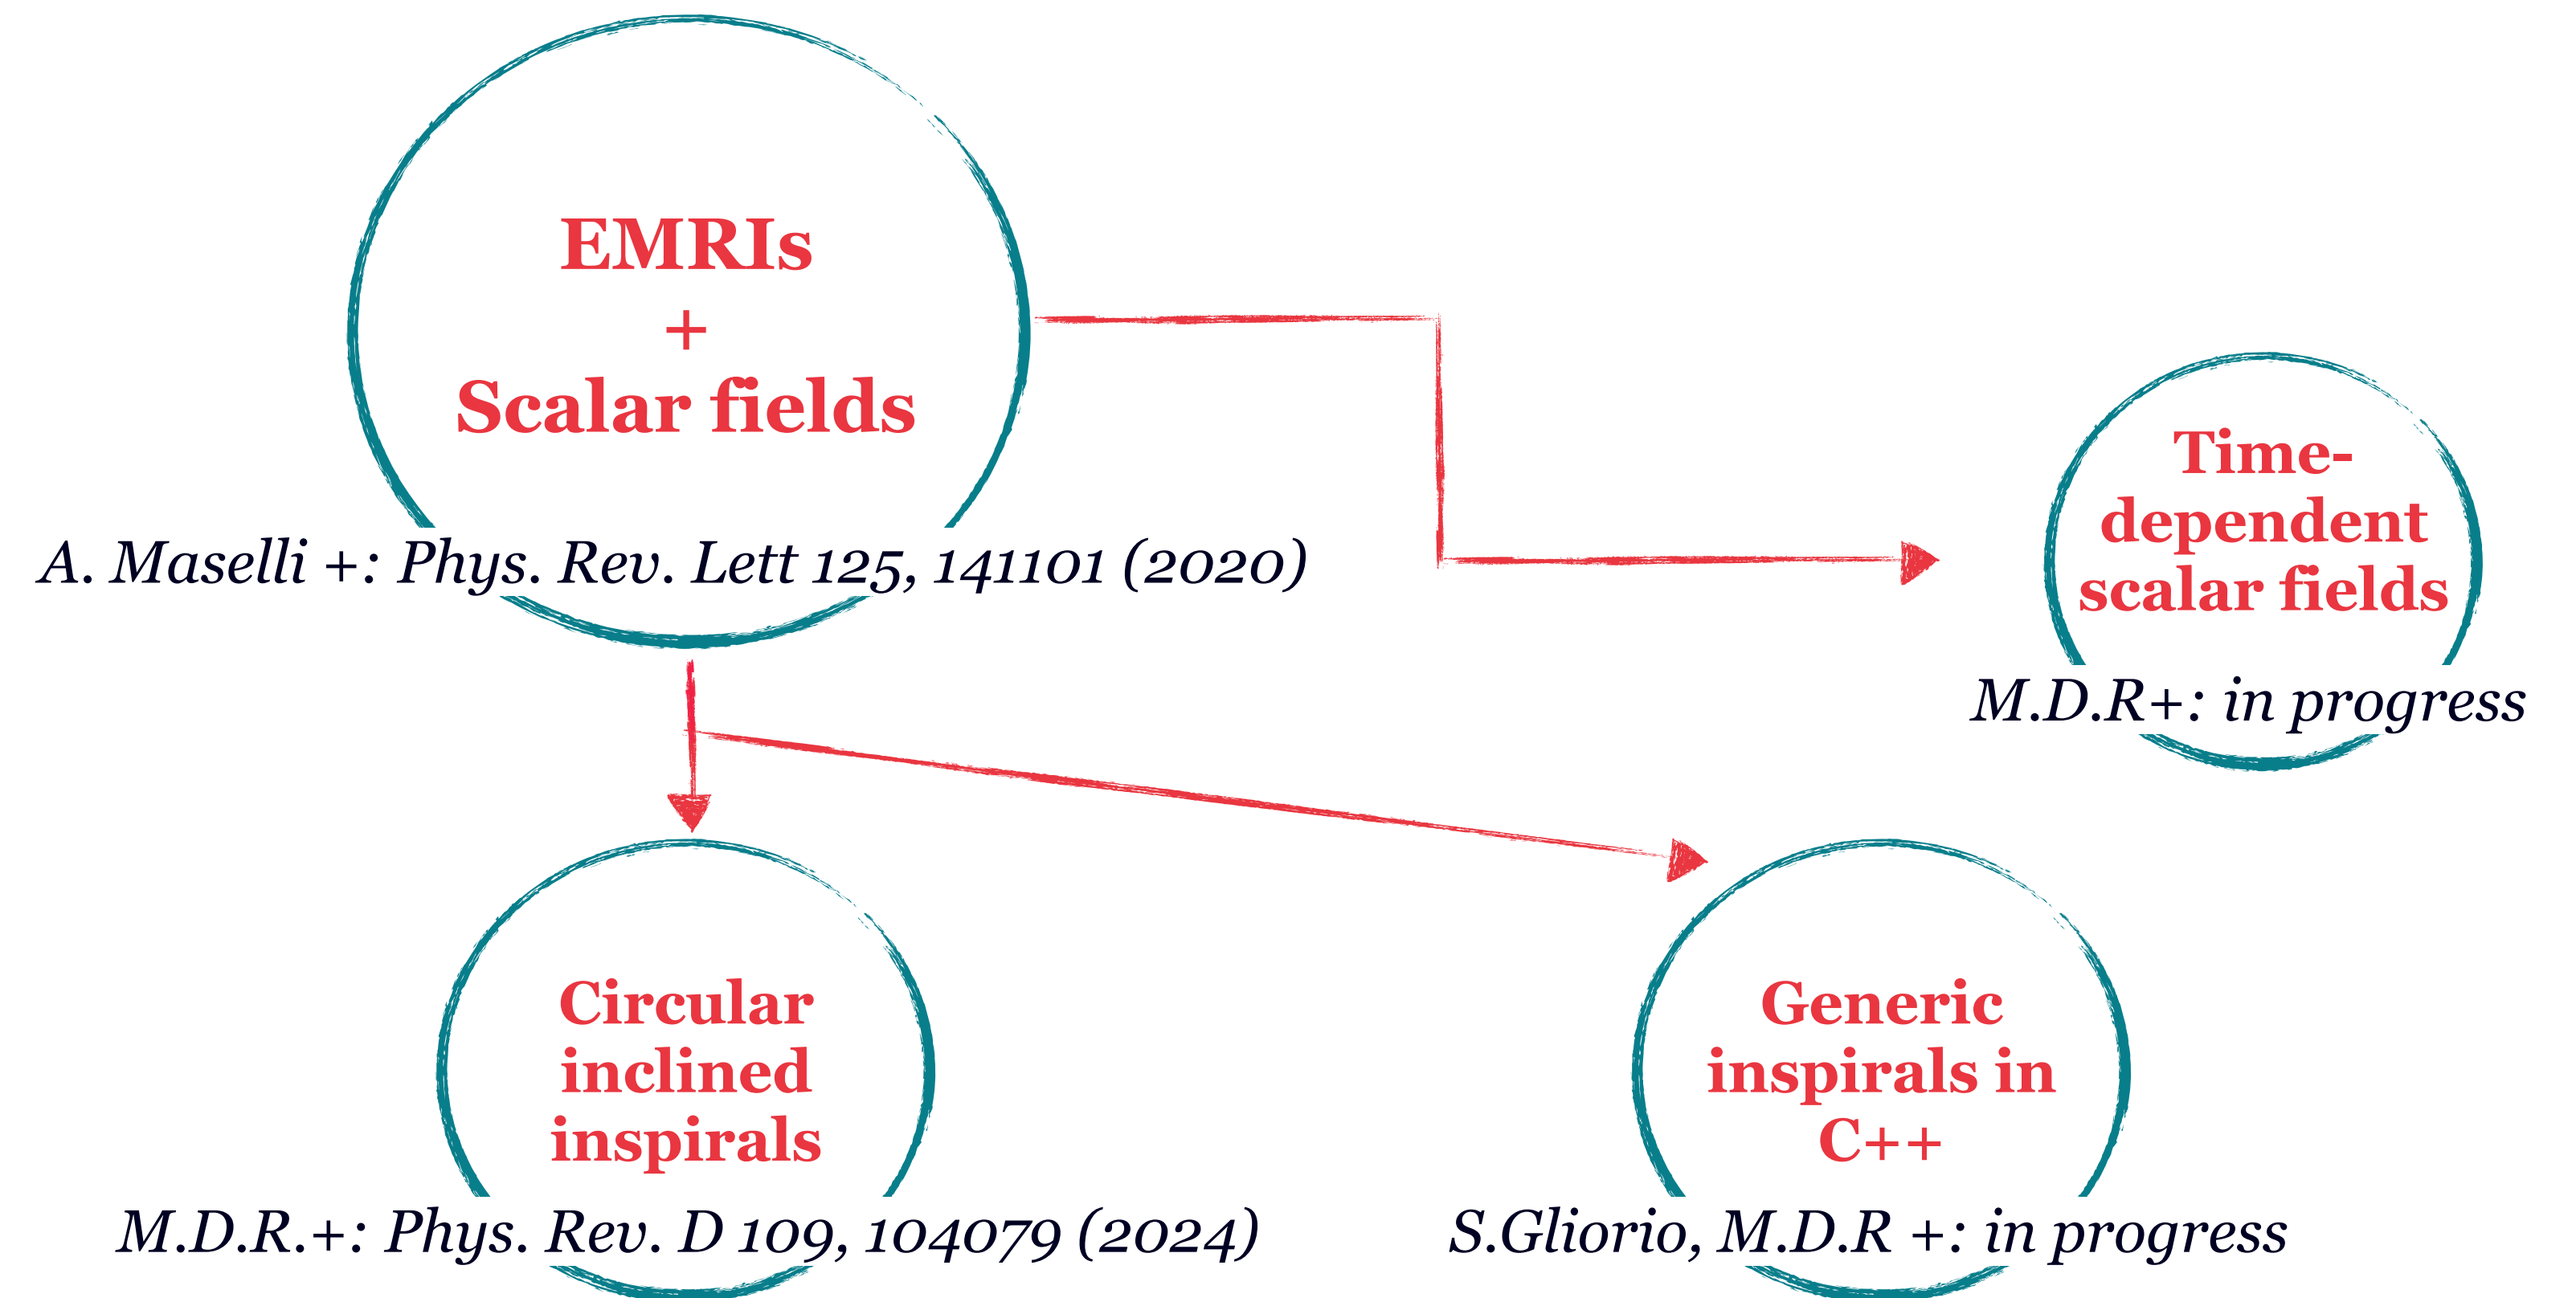 EMRIs
+
Scalar fields
A. Maselli +: Phys. Rev. Lett 125, 141101 (2020)
Time-
dependent
scalar fields
M.D.R+: in progress
Circular
inclined
inspirals
M.D.R.+: Phys. Rev. D 109, 104079 (2024)
Generic
inspirals in
C++
S.Gliorio, M.D.R +: in progress